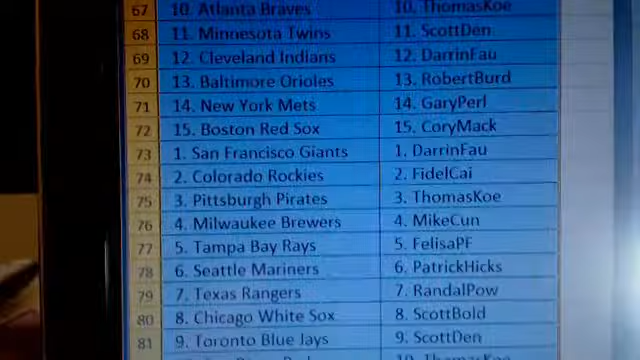 67 10. Atlanta Braves 10. ThomasKoe
68 11. Minnesota Twins 11. ScottDen
69 12. Cleveland Indians 12. DarrinFau
70 13. Baltimore Orioles 13. RobertBurd
71 14. New York Mets 14. GaryPerl
72 15. Boston Red Sox 15. CoryMack
73 1. San Francisco Giants 1. DarrinFau
74 2. Colorado Rockies 2. FidelCai
75 3. Pittsburgh Pirates 3. ThomasKoe
76 4. Milwaukee Brewers 4. MikeCun
77 5. Tampa Bay Rays 5. FelisaPF
78 6. Seattle Mariners 6. PatrickHicks
79 7. Texas Rangers 7. RandalPow
80 8. Chicago White Sox 8. ScottBold
81 9. Toronto Blue Jays 9. ScottDen
10. ThomasKoe